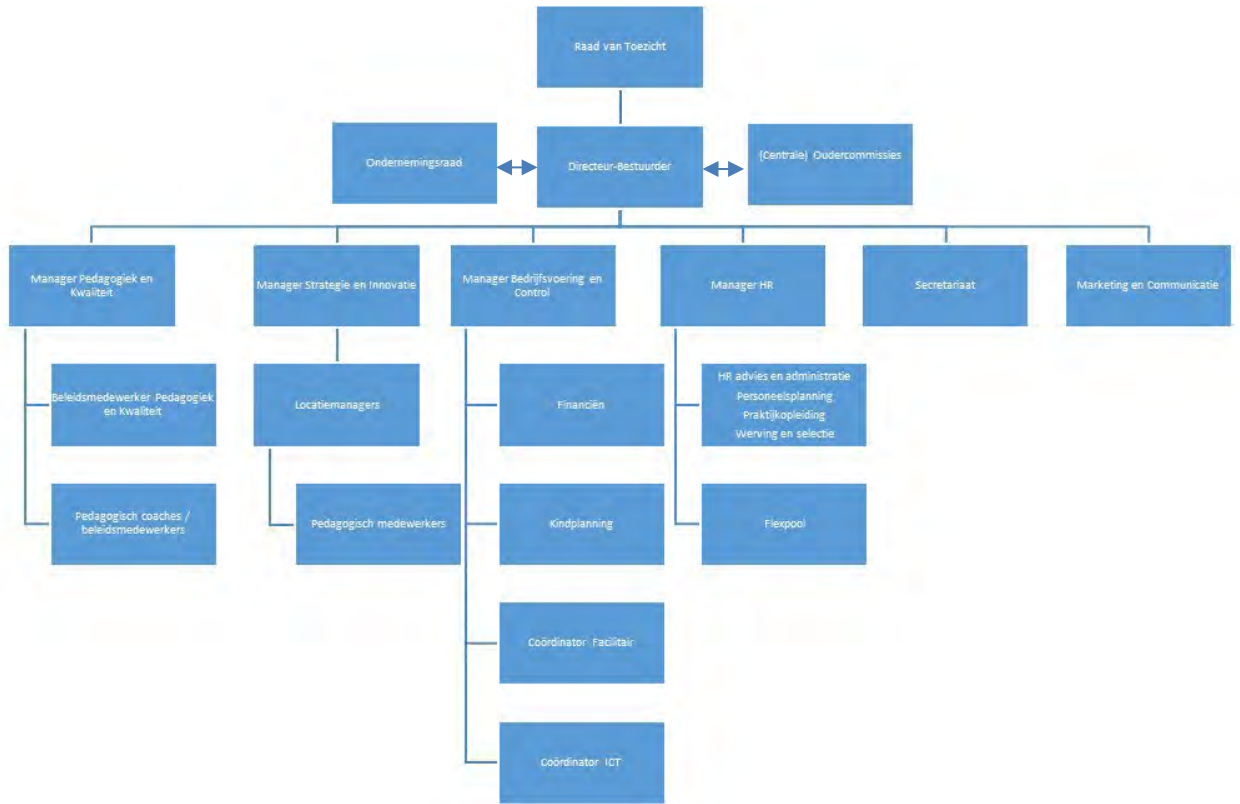 Raad van Toezicht
Ondernemingsraad
Directeur-Bestuurder
(Centrale) Oudercommissies
Manager Pedagogiek en
Kwaliteit
Manager Strategie en Innovatie
Manager Bedrijfsvoering en
Control
Manager HR
Secretariaat
Marketing en Communicatie
Beleidsmedewerker Pedagogiek
en Kwaliteit
Locatiemanagers
Financiën
HR advies en administratie
Personeelsplanning
Praktijkopleiding
Werving en selectie
Pedagogisch coaches /
beleidsmedewerkers
Pedagogisch medewerkers
Kindplanning
Flexpool
Coördinator Facilitair
Coördinator ICT